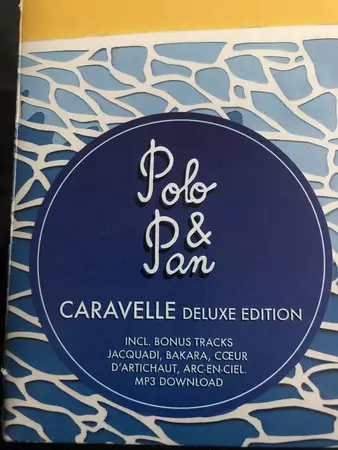 Polo
&
Pan
CARAVELLE DELUXE EDITION
INCL. BONUS TRACKS
JACQUADI, BAKARA, CŒUR
D'ARTICHAUT, ARC-EN-CIEL.
MP3 DOWNLOAD